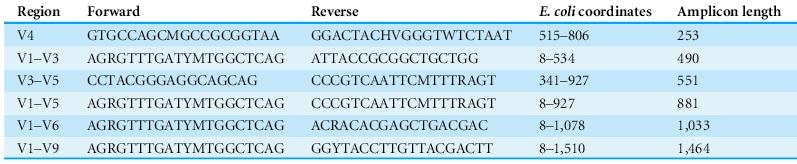 Region Forward Reverse E. coli coordinates Amplicon length
V4 GTGCCAGCMGCCGCGGTAA GGACTACHVGGGTWTCTAAT 515–806 253
V1–V3 AGRGTTTGATYMTGGCTCAG ATTACCGCGGCTGCTGG 8–534 490
V3–V5 CCTACGGGAGGCAGCAG CCCGTCAATTCMTTTRAGT 341–927 551
V1–V5 AGRGTTTGATYMTGGCTCAG CCCGTCAATTCMTTTRAGT 8–927 881
V1–V6 AGRGTTTGATYMTGGCTCAG ACRACACGAGCTGACGAC 8–1,078 1,033
V1–V9 AGRGTTTGATYMTGGCTCAG GGYTACCTTGTTACGACTT 8–1,510 1,464